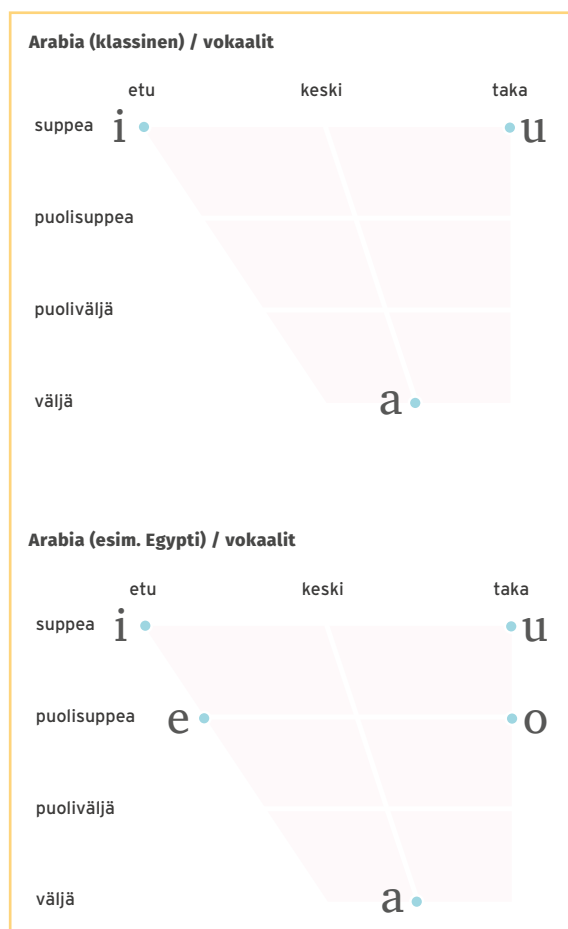 Arabia (klassinen) / vokaalit
etu keski taka
suppea i u
puolisuppea
puoliväljä
väljä a
Arabia (esim. Egypti) / vokaalit
etu keski taka
suppea i u
puolisuppea e o
puoliväljä
väljä a